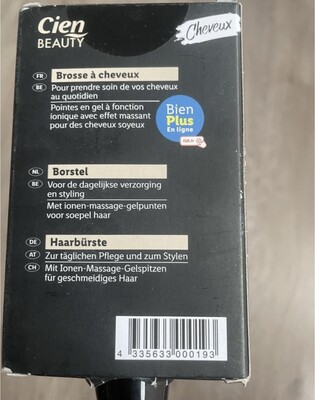 Cien
BEAUTY
Cheveux
FR Brosse à cheveux
BE Pour prendre soin de vos cheveux
au quotidien
Pointes en gel à fonction
ionique avec effet massant
pour des cheveux soyeux
Bien
Plus
En ligne
NL Borstel
BE Voor de dagelijkse verzorging
en styling
Met ionen-massage-gelpunten
voor soepel haar
DE Haarbürste
AT Zur täglichen Pflege und zum Stylen
CH Mit Ionen-Massage-Gelspitzen
für geschmeidiges Haar
4 335633 000193